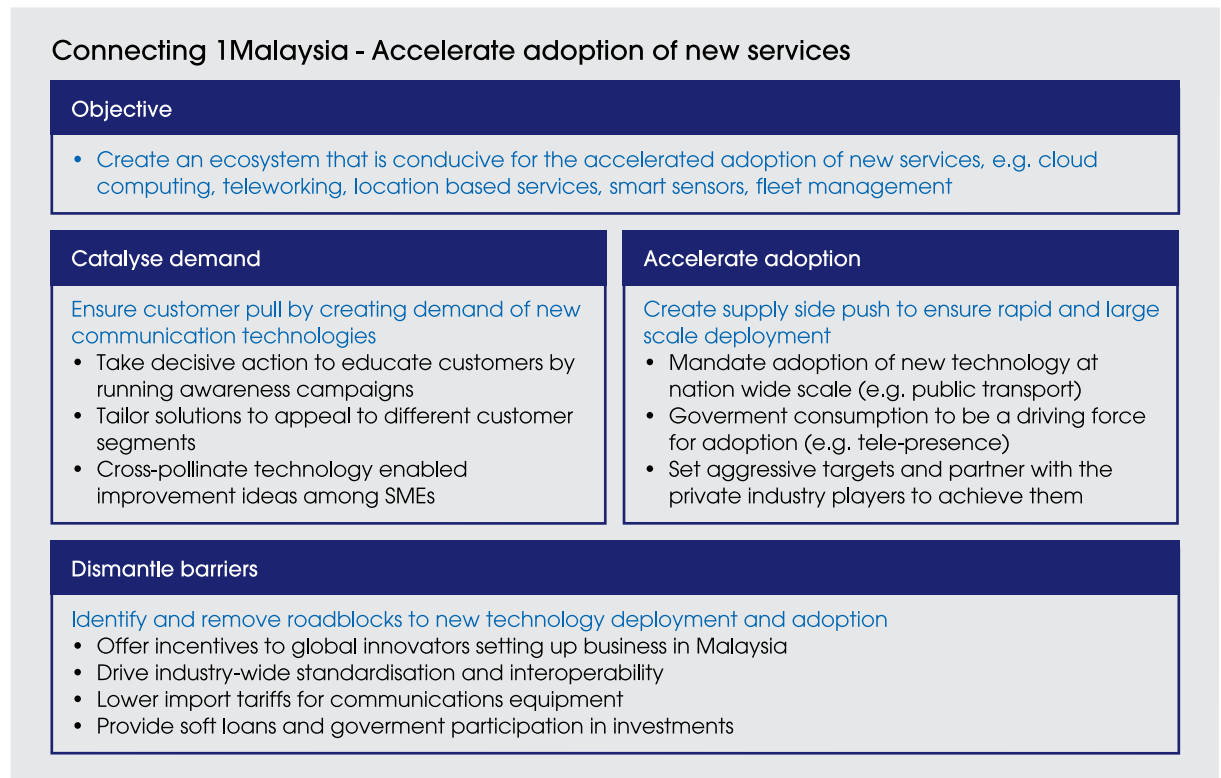 Connecting 1Malaysia - Accelerate adoption of new services
Objective
• Create an ecosystem that is conducive for the accelerated adoption of new services, e.g. cloud
computing, teleworking, location based services, smart sensors, fleet management
Catalyse demand
Ensure customer pull by creating demand of new
communication technologies
• Take decisive action to educate customers by
running awareness campaigns
• Tailor solutions to appeal to different customer
segments
• Cross-pollinate technology enabled
improvement ideas among SMEs
Accelerate adoption
Create supply side push to ensure rapid and large
scale deployment
• Mandate adoption of new technology at
nation wide scale (e.g. public transport)
• Goverment consumption to be a driving force
for adoption (e.g. tele-presence)
• Set aggressive targets and partner with the
private industry players to achieve them
Dismantle barriers
Identify and remove roadblocks to new technology deployment and adoption
• Offer incentives to global innovators setting up business in Malaysia
• Drive industry-wide standardisation and interoperability
• Lower import tariffs for communications equipment
• Provide soft loans and goverment participation in investments